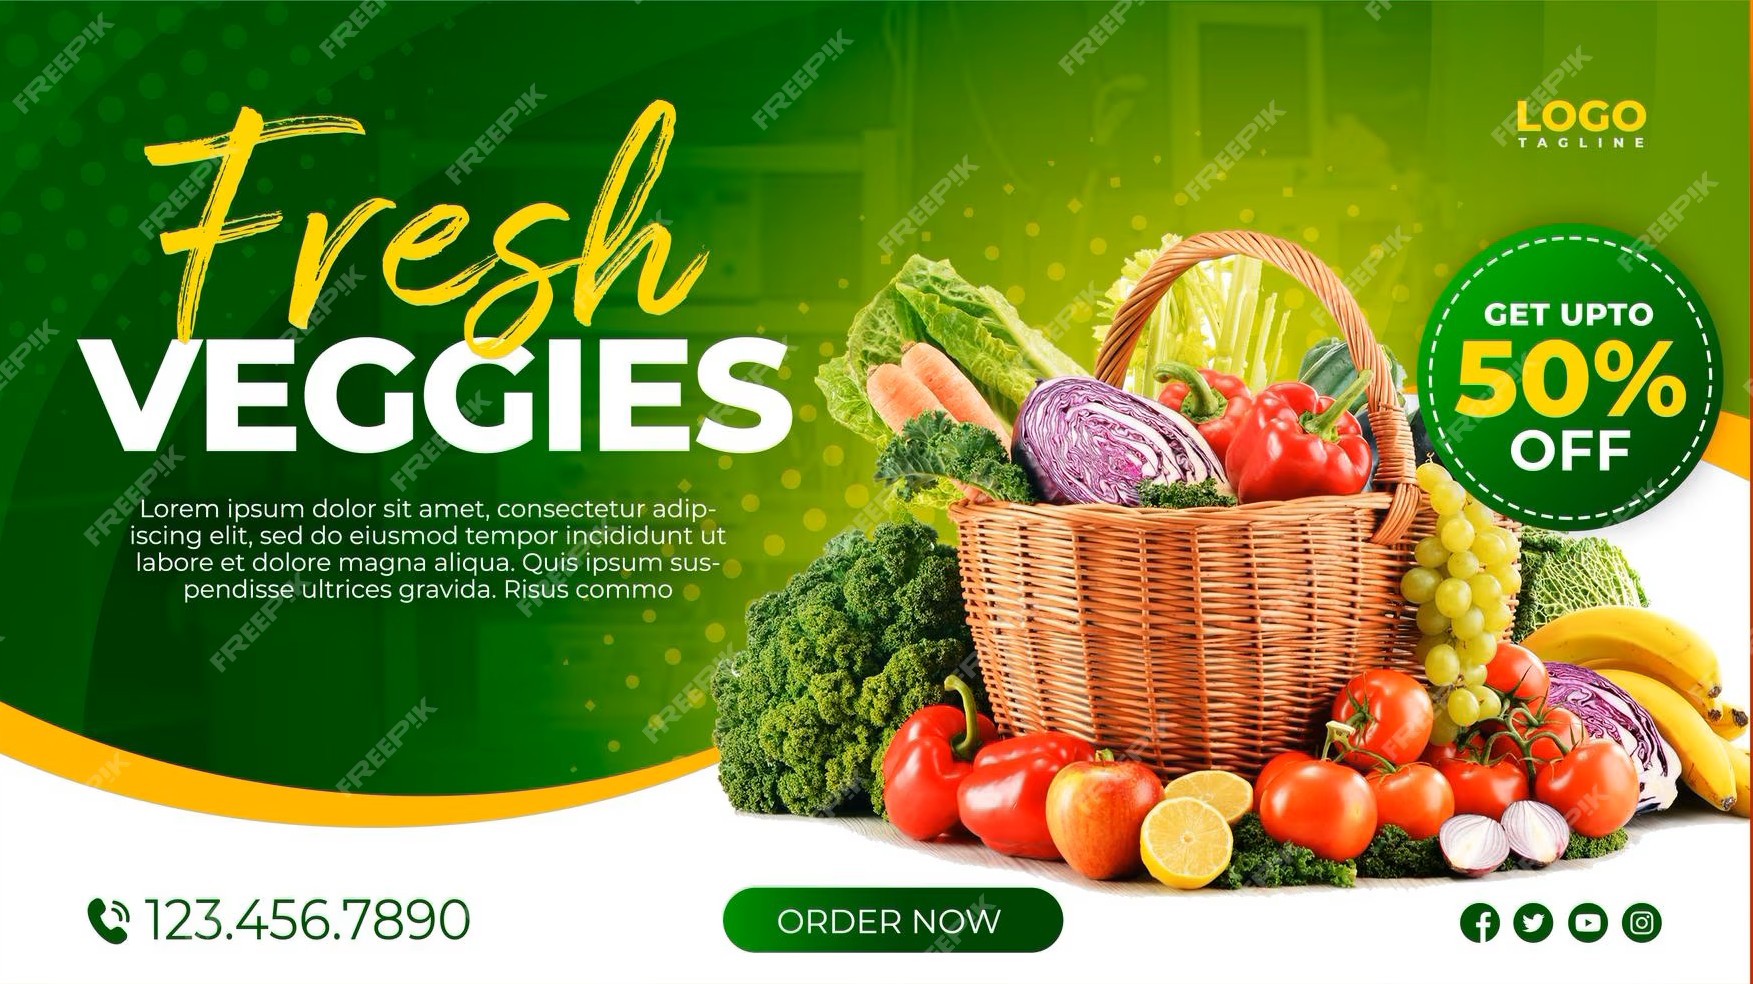 Fresh
VEGGIES
Lorem ipsum dolor sit amet, consectetur adip-
iscing elit, sed do eiusmod tempor incididunt ut
labore et dolore magna aliqua. Quis ipsum sus-
pendisse ultrices gravida. Risus commo
LOGO
TAGLINE
GET UPTO
50%
OFF
123.456.7890
ORDER NOW
FREEPIK